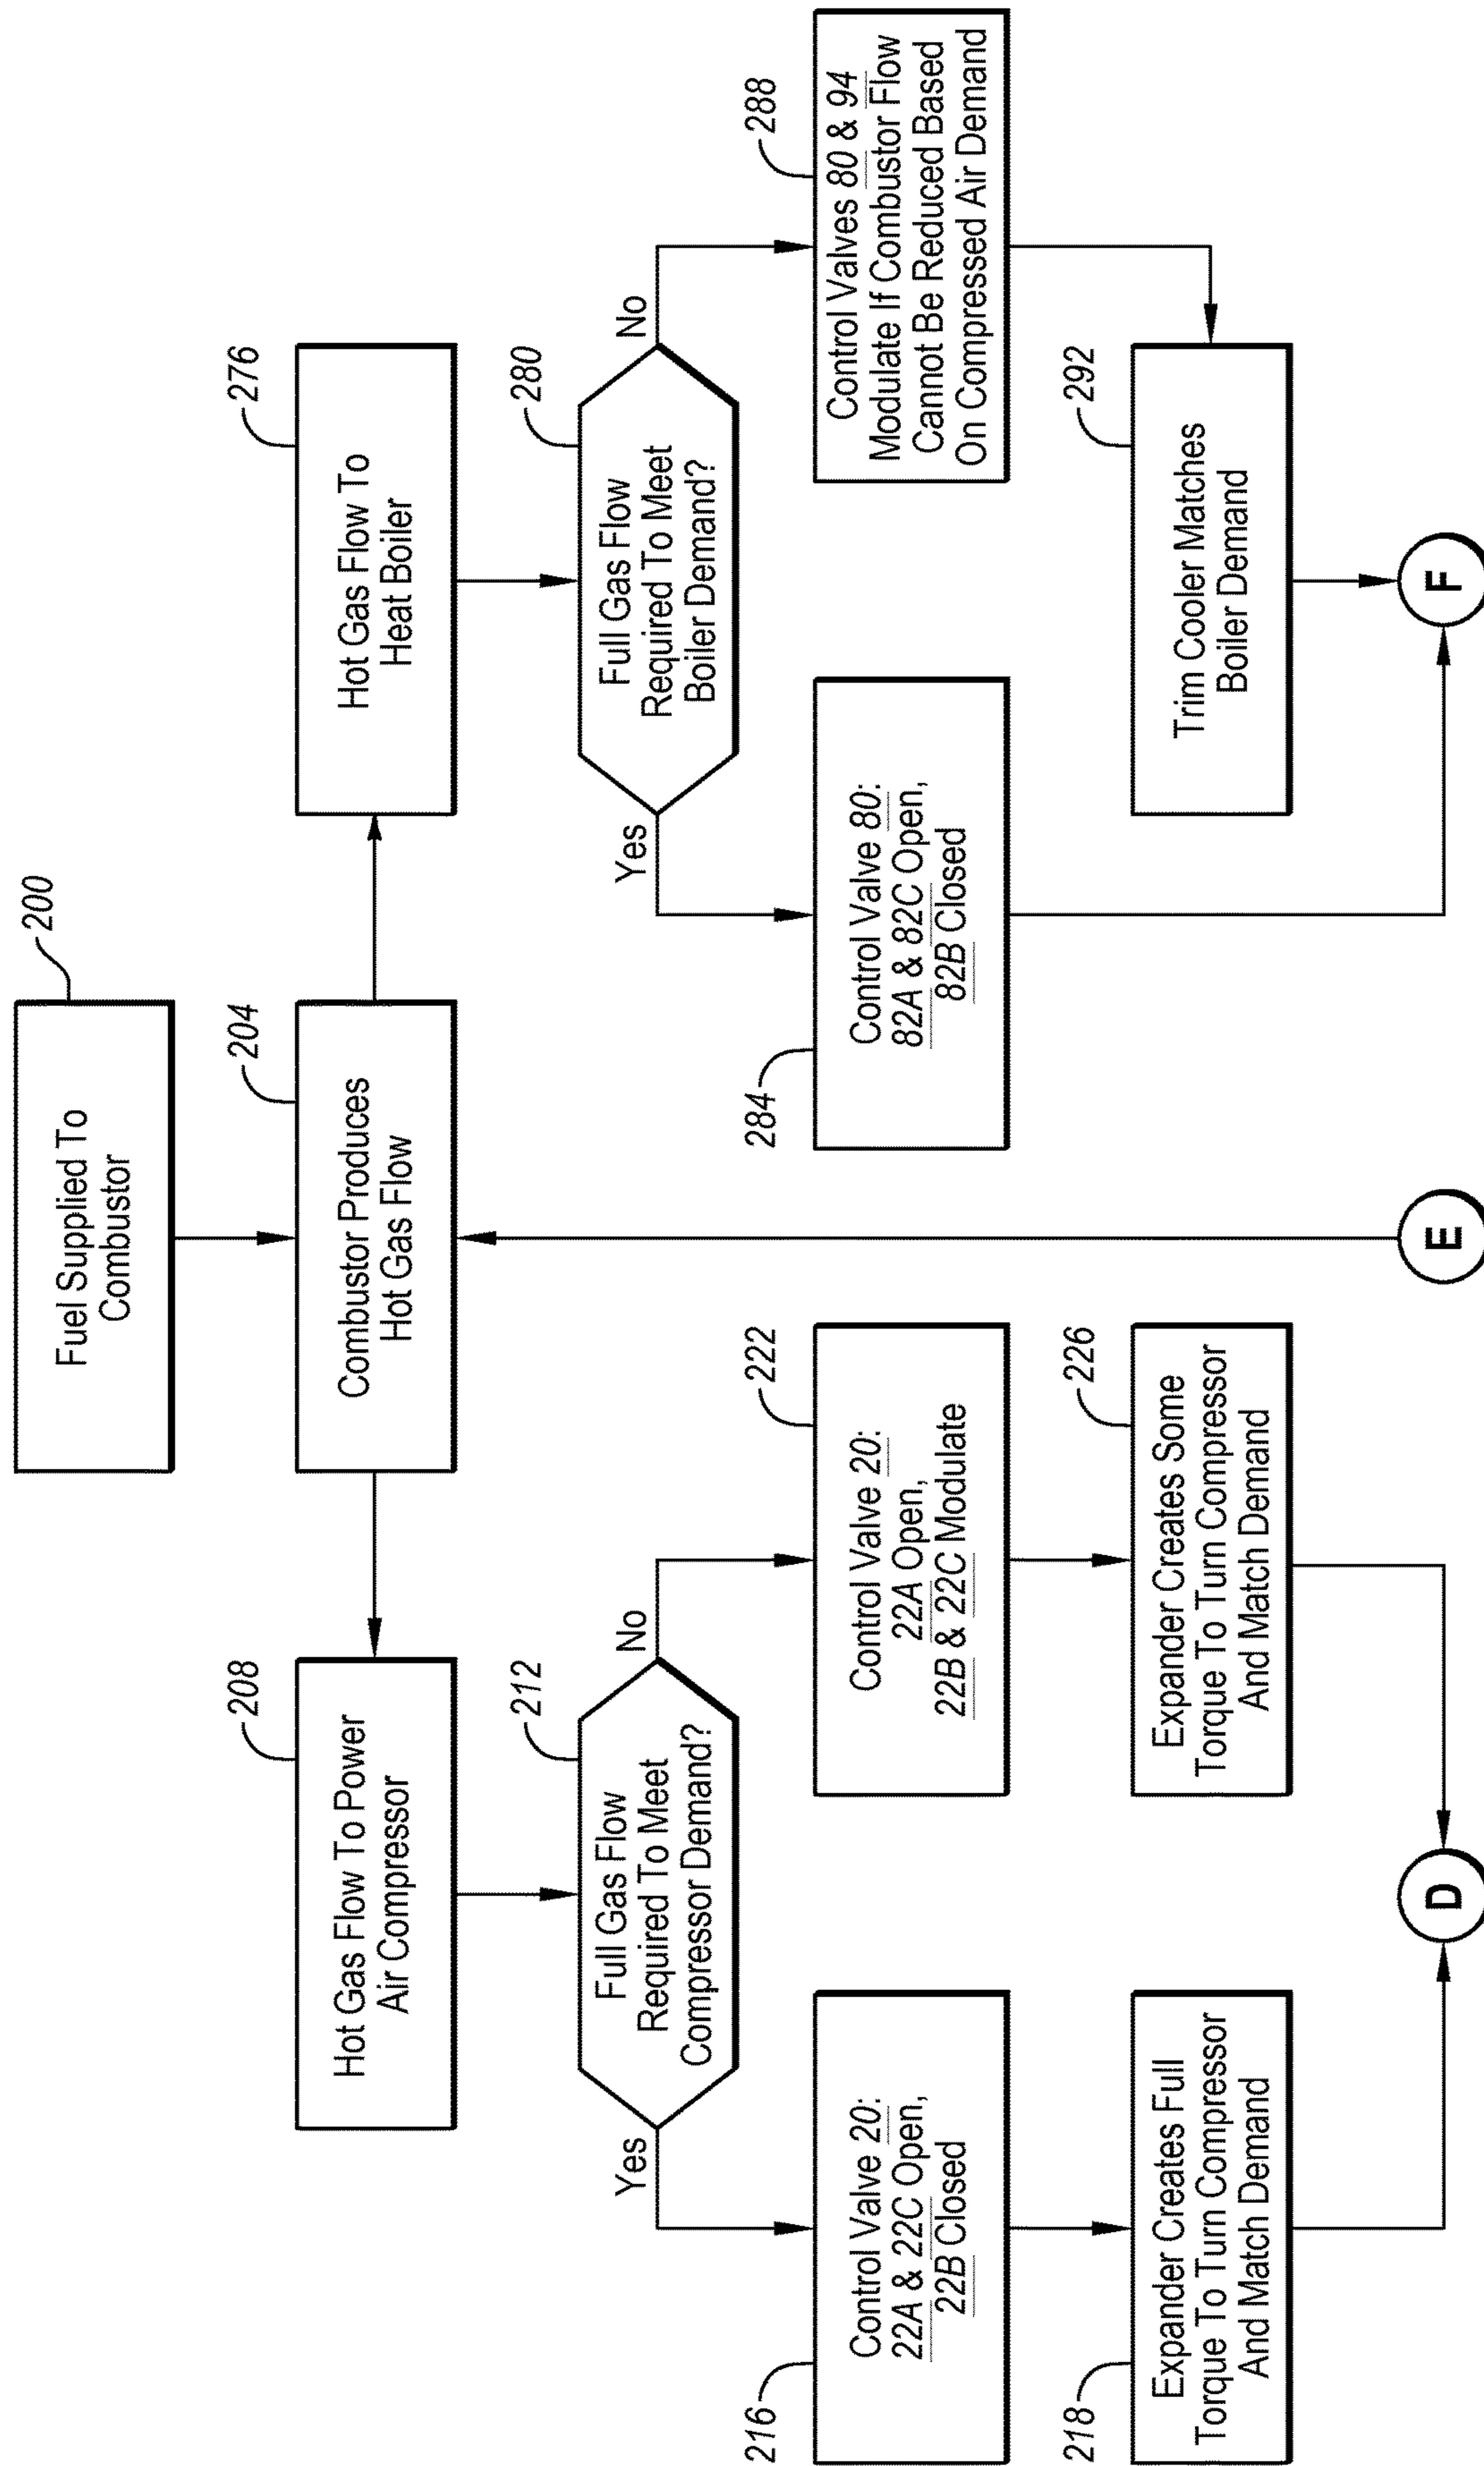 200
Fuel Supplied To
Combustor
204
Combustor Produces
Hot Gas Flow
208
Hot Gas Flow To Power
Air Compressor
276
Hot Gas Flow To
Heat Boiler
212
Full Gas Flow
Required To Meet
Compressor Demand?
Yes
No
280
Full Gas Flow
Required To Meet
Boiler Demand?
Yes
No
216
Control Valve 20:
22A & 22C Open,
22B Closed
222
Control Valve 20:
22A Open,
22B & 22C Modulate
284
Control Valve 80:
82A & 82C Open,
82B Closed
288
Control Valves 80 & 94
Modulate If Combustor Flow
Cannot Be Reduced Based
On Compressed Air Demand
218
Expander Creates Full
Torque To Turn Compressor
And Match Demand
226
Expander Creates Some
Torque To Turn Compressor
And Match Demand
292
Trim Cooler Matches
Boiler Demand
D
E
F